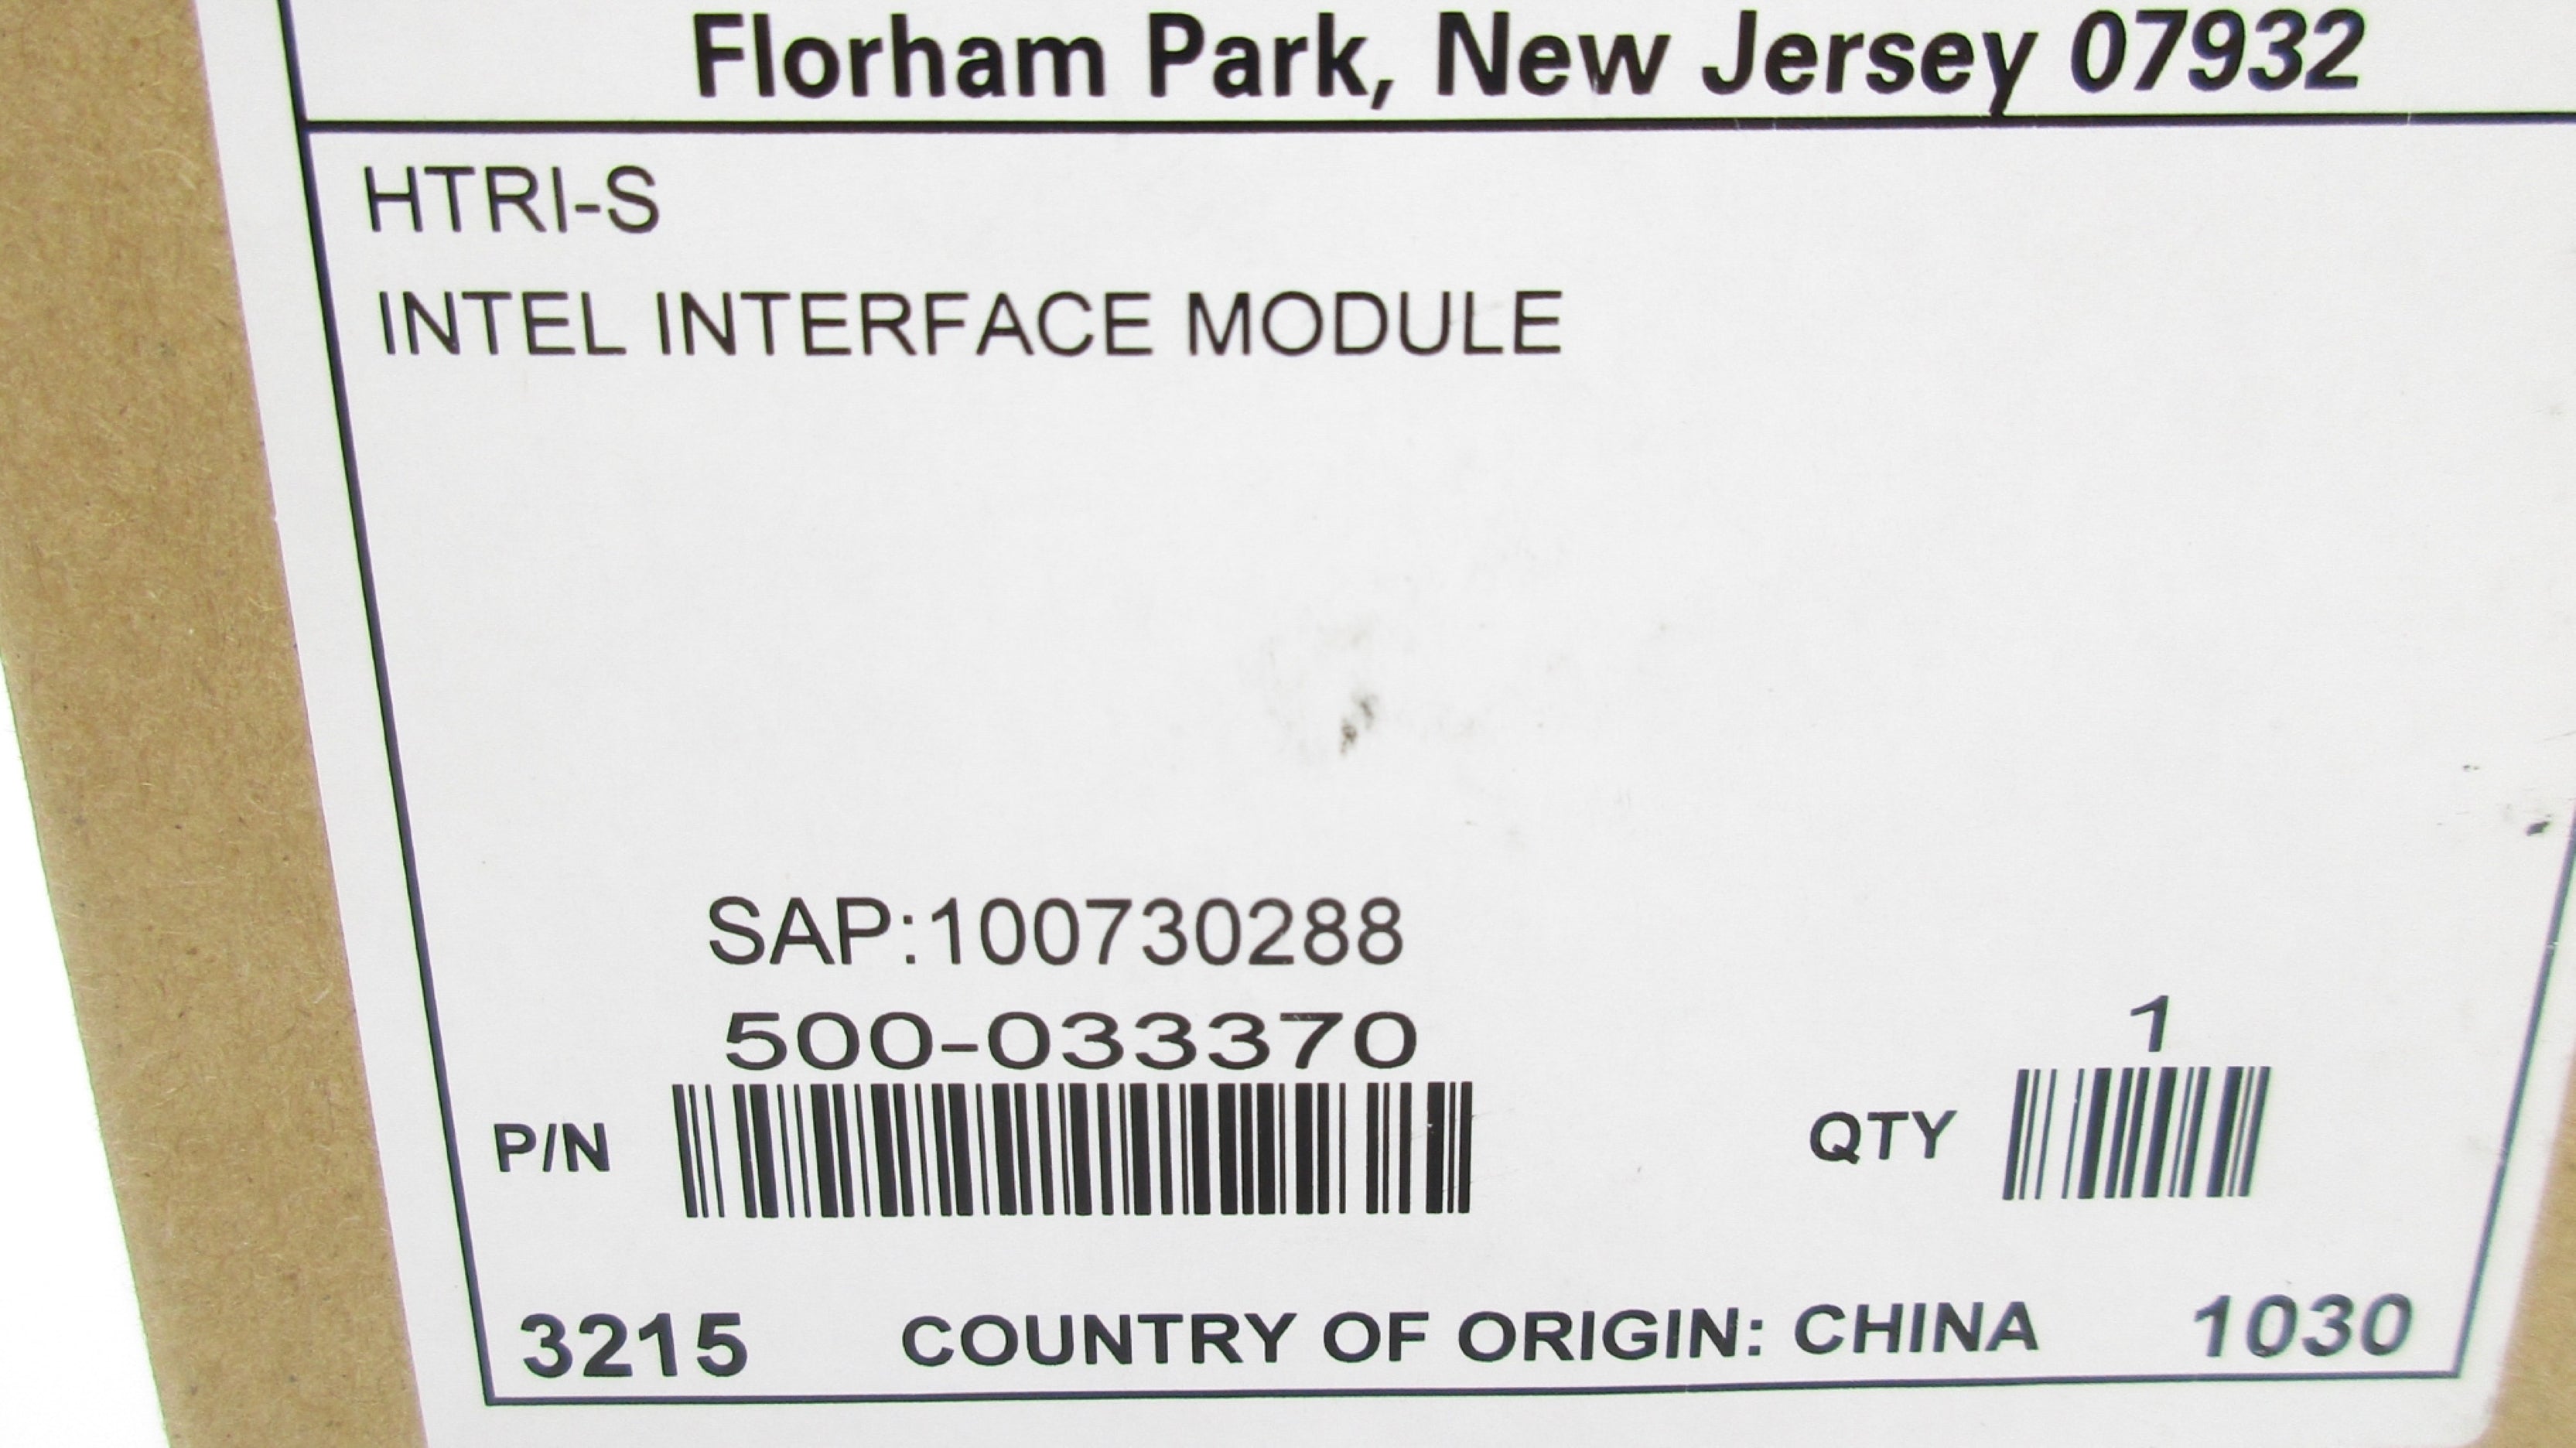 Florham Park, New Jersey 07932
HTRI-S
INTEL INTERFACE MODULE
SAP:100730288
500-033370
1
P/N
QTY
3215 COUNTRY OF ORIGIN: CHINA 1030